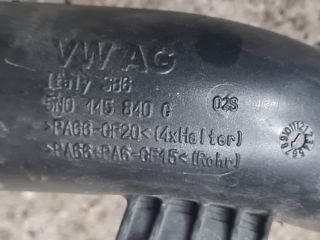 VW AG
Italy 386
5N0 145 840 G 02S
>PA66-GF20< (4xHalter)
>PA66+PA6-GF15< (Rohr)